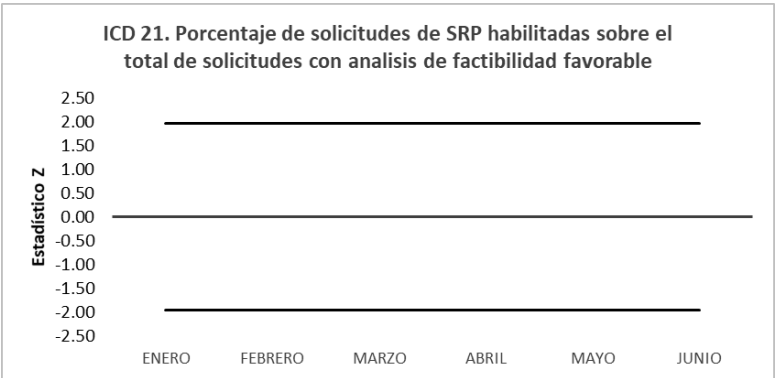 ICD 21. Porcentaje de solicitudes de SRP habilitadas sobre el
total de solicitudes con analisis de factibilidad favorable
Estadístico Z
2.50
2.00
1.50
1.00
0.50
0.00
-0.50
-1.00
-1.50
-2.00
-2.50
ENERO FEBRERO MARZO ABRIL MAYO JUNIO